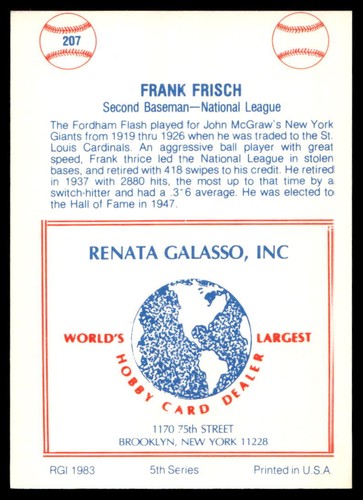 207
FRANK FRISCH
Second Baseman—National League
The Fordham Flash played for John McGraw's New York
Giants from 1919 thru 1926 when he was traded to the St.
Louis Cardinals. An aggressive ball player with great
speed, Frank thrice led the National League in stolen
bases, and retired with 418 swipes to his credit. He retired
in 1937 with 2880 hits, the most up to that time by a
switch-hitter and had a .3"6 average. He was elected to
the Hall of Fame in 1947.
RENATA GALASSO, INC
WORLD'S LARGEST
HOBBY CARD DEALER
1170 75th STREET
BROOKLYN, NEW YORK 11228
RGI 1983 5th Series Printed in U.S.A.